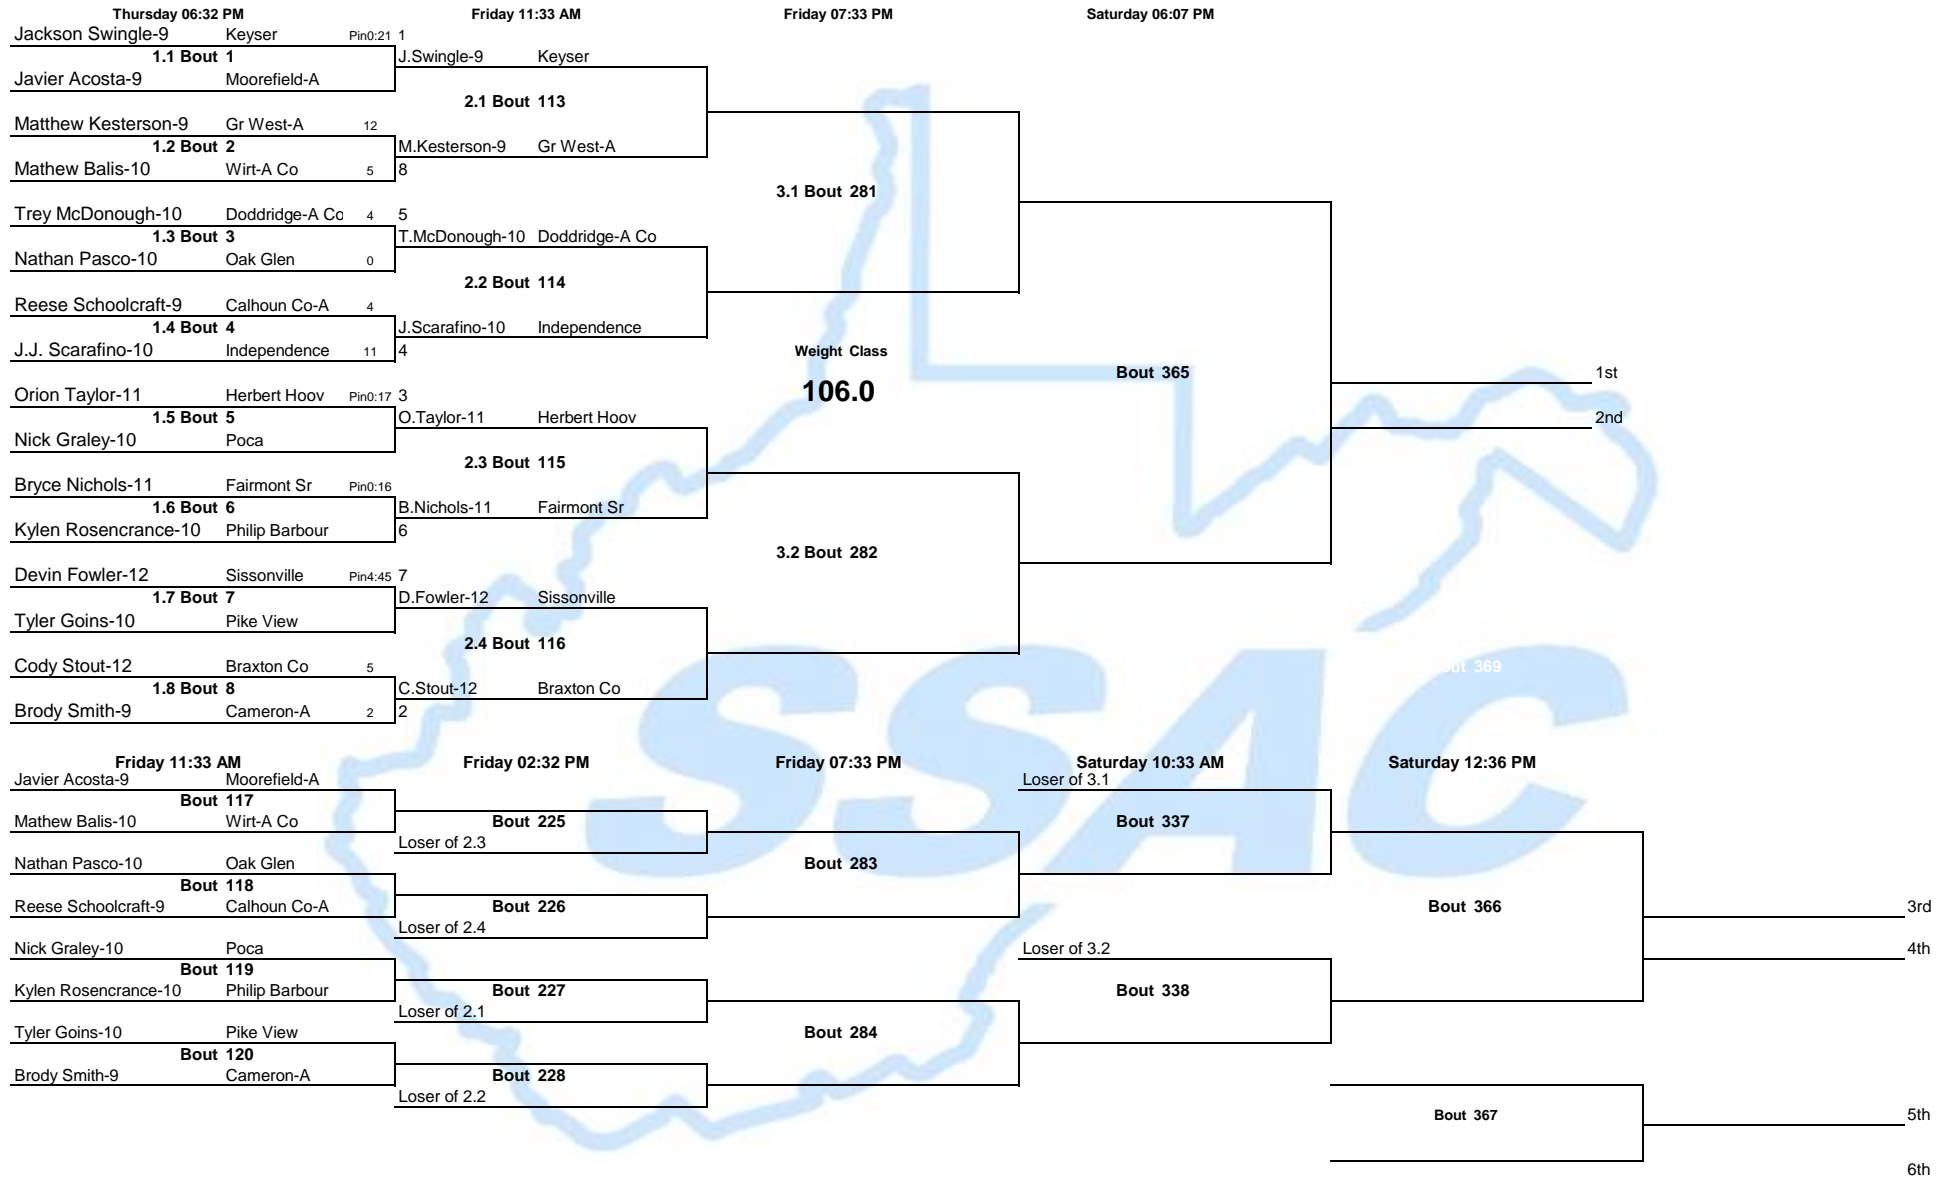 Thursday 06:32 PM Friday 11:33 AM Friday 07:33 PM Saturday 06:07 PM
Jackson Swingle-9 Keyser Pin0:21 1
1.1 Bout 1 J.Swingle-9 Keyser
Javier Acosta-9 Moorefield-A
2.1 Bout 113
Matthew Kesterson-9 Gr West-A 12
1.2 Bout 2 M.Kesterson-9 Gr West-A
Mathew Balis-10 Wirt-A Co 5 8
3.1 Bout 281
Trey McDonough-10 Doddridge-A Co 4 5
1.3 Bout 3 T.McDonough-10 Doddridge-A Co
Nathan Pasco-10 Oak Glen 0
2.2 Bout 114
Reese Schoolcraft-9 Calhoun Co-A 4
1.4 Bout 4 J.Scarafino-10 Independence
J.J. Scarafino-10 Independence 11 4 Weight Class
Bout 365 1st
Orion Taylor-11 Herbert Hoov Pin0:17 3 106.0
1.5 Bout 5 O.Taylor-11 Herbert Hoov 2nd
Nick Graley-10 Poca
2.3 Bout 115
Bryce Nichols-11 Fairmont Sr Pin0:16
1.6 Bout 6 B.Nichols-11 Fairmont Sr
Kylen Rosencrance-10 Philip Barbour 6
3.2 Bout 282
Devin Fowler-12 Sissonville Pin4:45 7
1.7 Bout 7 D.Fowler-12 Sissonville
Tyler Goins-10 Pike View
2.4 Bout 116
Cody Stout-12 Braxton Co 5 369
1.8 Bout 8 C.Stout-12 Braxton Co
Brody Smith-9 Cameron-A 2 2
SSAC
Friday 11:33 AM Friday 02:32 PM Friday 07:33 PM Saturday 10:33 AM Saturday 12:36 PM
Javier Acosta-9 Moorefield-A Loser of 3.1
Bout 117
Mathew Balis-10 Wirt-A Co Bout 225 Bout 337
Loser of 2.3
Nathan Pasco-10 Oak Glen Bout 283
Bout 118
Reese Schoolcraft-9 Calhoun Co-A Bout 226 Bout 366 3rd
Loser of 2.4
Nick Graley-10 Poca Loser of 3.2 4th
Bout 119
Kylen Rosencrance-10 Philip Barbour Bout 227 Bout 338
Loser of 2.1
Tyler Goins-10 Pike View Bout 284
Bout 120
Brody Smith-9 Cameron-A Bout 228
Loser of 2.2
Bout 367 5th
6th